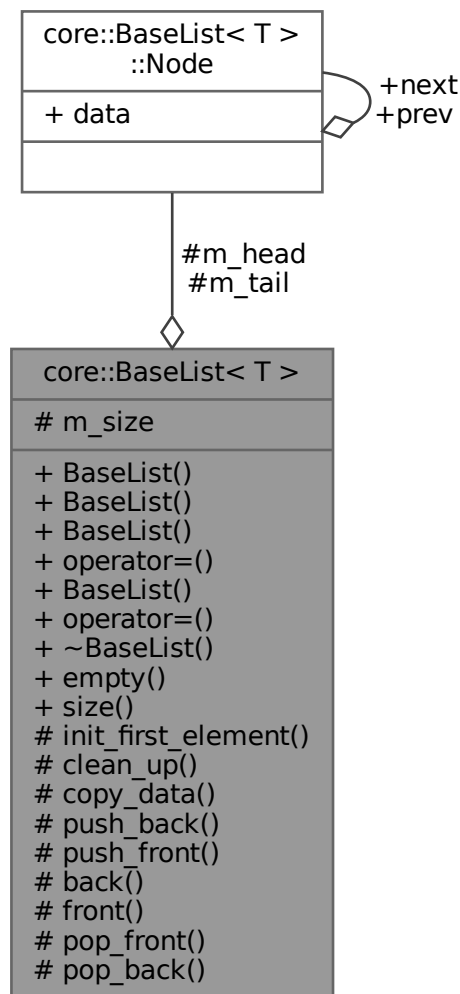 core::BaseList< T >
::Node
+ data
+next
+prev
#m_head
#m_tail
core::BaseList< T >
# m_size
+ BaseList()
+ BaseList()
+ BaseList()
+ operator=()
+ BaseList()
+ operator=()
+ ~BaseList()
+ empty()
+ size()
# init_first_element()
# clean_up()
# copy_data()
# push_back()
# push_front()
# back()
# front()
# pop_front()
# pop_back()